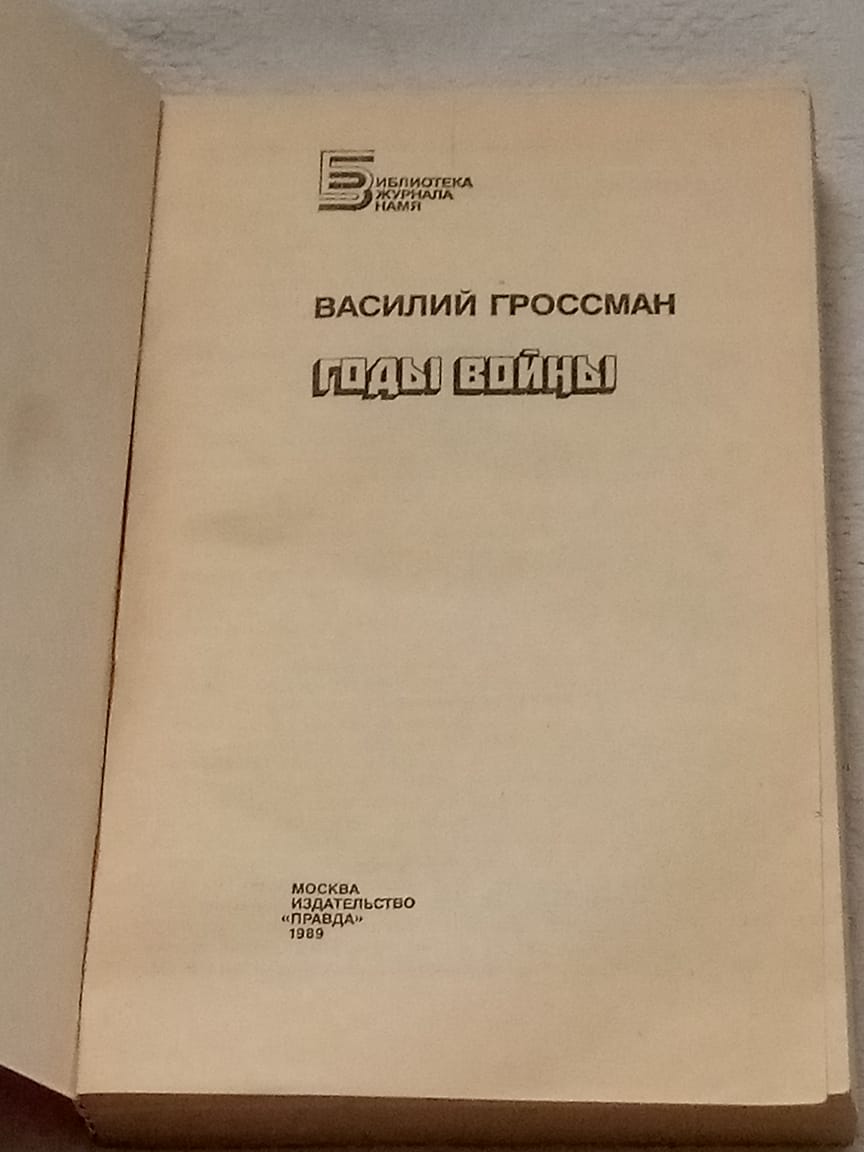 БИБЛИОТЕКА
ЖУРНАЛА
ЗНАМЯ
ВАСИЛИЙ ГРОССМАН
ГОДЫ ВОЙНЫ
МОСКВА
ИЗДАТЕЛЬСТВО
«ПРАВДА»
1989